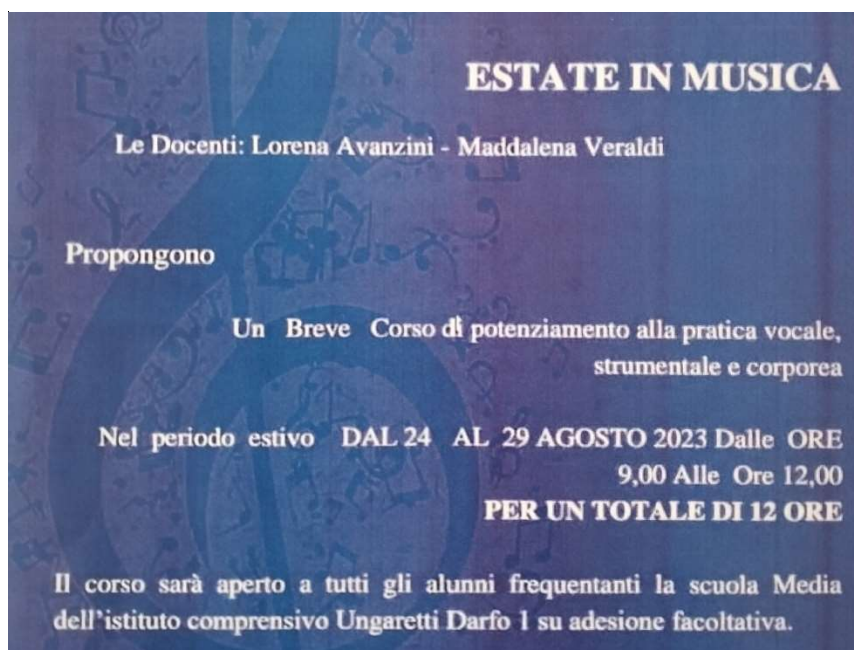 ESTATE IN MUSICA
Le Docenti: Lorena Avanzini - Maddalena Veraldi
Propongono
Un Breve Corso di potenziamento alla pratica vocale,
strumentale e corporea
Nel periodo estivo DAL 24 AL 29 AGOSTO 2023 Dalle ORE
9,00 Alle Ore 12,00
PER UN TOTALE DI 12 ORE
Il corso sarà aperto a tutti gli alunni frequentanti la scuola Media
dell'istituto comprensivo Ungaretti Darfo 1 su adesione facoltativa.